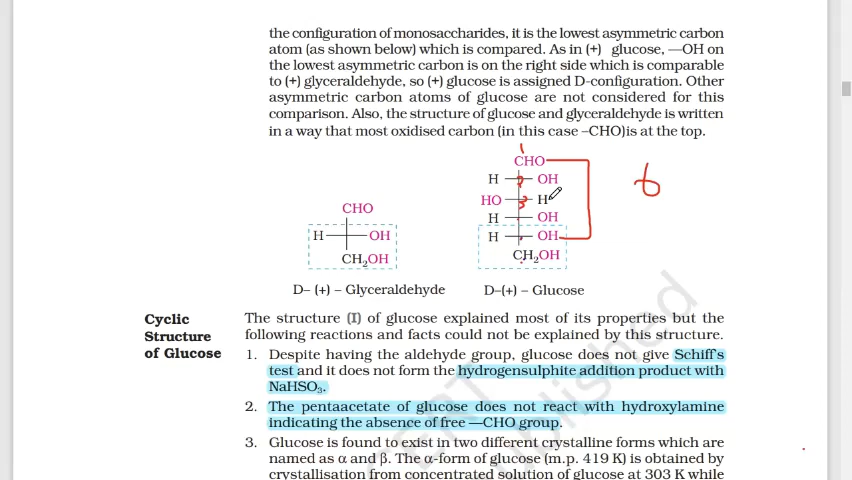 the configuration of monosaccharides, it is the lowest asymmetric carbon
atom (as shown below) which is compared. As in (+) glucose, —OH on
the lowest asymmetric carbon is on the right side which is comparable
to (+) glyceraldehyde, so (+) glucose is assigned D-configuration. Other
asymmetric carbon atoms of glucose are not considered for this
comparison. Also, the structure of glucose and glyceraldehyde is written
in a way that most oxidised carbon (in this case –CHO)is at the top.
1
CHO
H 2 OH
HO 3 H
H OH
H OH
CH2OH
6
CHO
H OH
CH2OH
D– (+) – Glyceraldehyde
D–(+) – Glucose
Cyclic
Structure
of Glucose
The structure (I) of glucose explained most of its properties but the
following reactions and facts could not be explained by this structure.
1. Despite having the aldehyde group, glucose does not give Schiff's
test and it does not form the hydrogensulphite addition product with
NaHSO3.
2. The pentaacetate of glucose does not react with hydroxylamine
indicating the absence of free —CHO group.
3. Glucose is found to exist in two different crystalline forms which are
named as α and β. The α-form of glucose (m.p. 419 K) is obtained by
crystallisation from concentrated solution of glucose at 303 K while